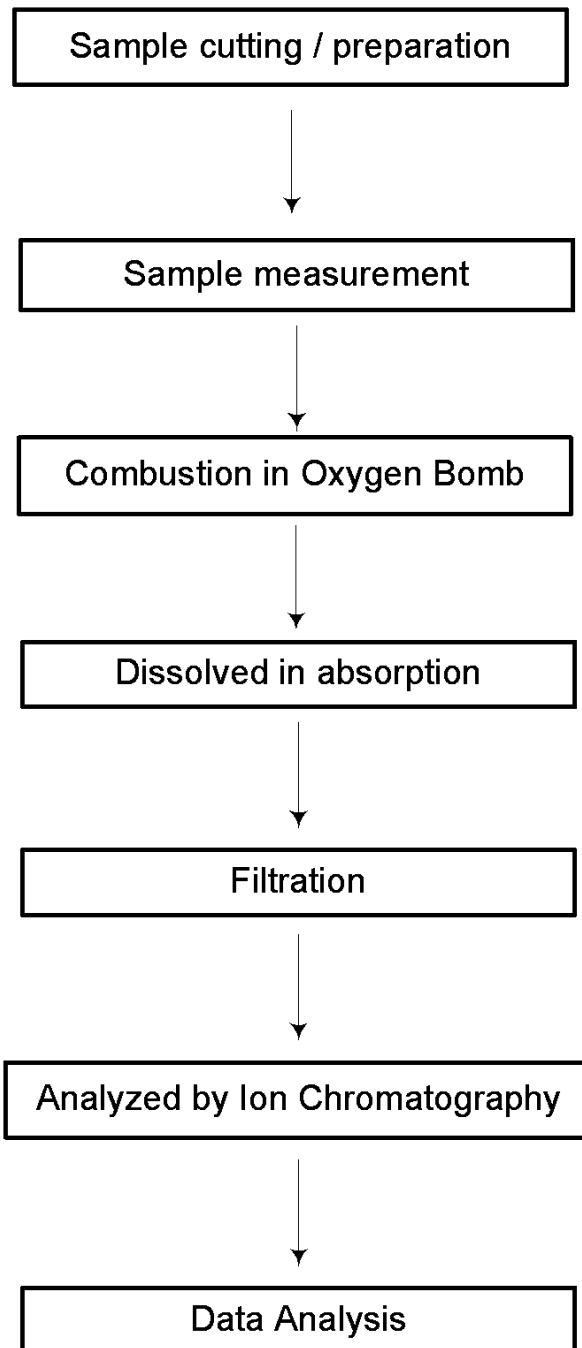 Sample cutting / preparation
Sample measurement
Combustion in Oxygen Bomb
Dissolved in absorption
Filtration
Analyzed by Ion Chromatography
Data Analysis